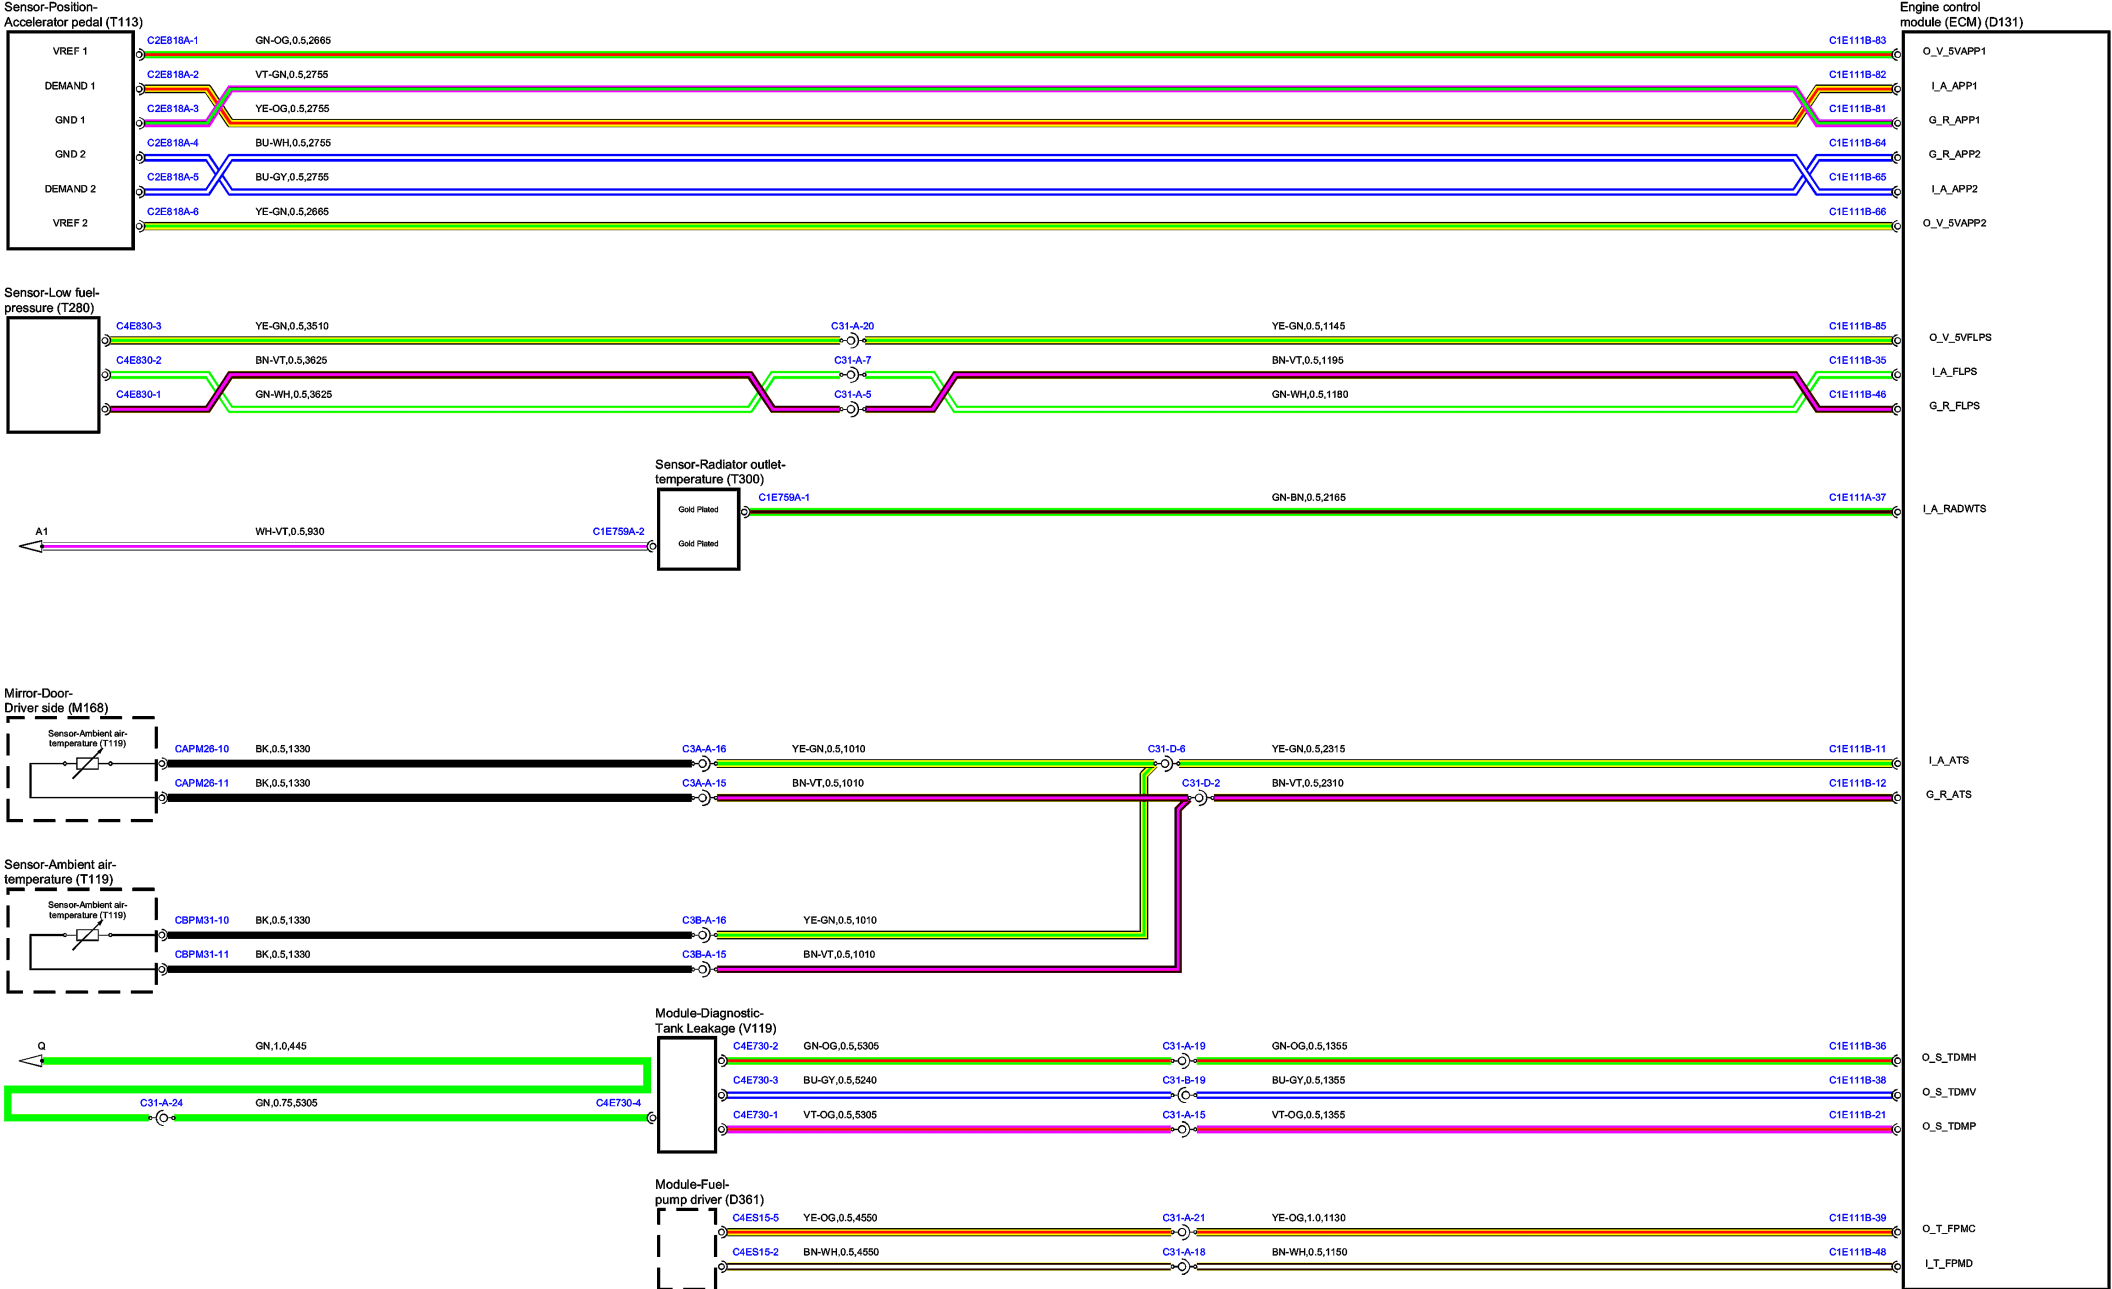 Sensor-Position-
Accelerator pedal (T113)
Engine control
module (ECM) (D131)
VREF 1
C2E818A-1
GN-OG,0.5,2665
C1E111B-83
O_V_5VAPP1
DEMAND 1
C2E818A-2
VT-GN,0.5,2755
C1E111B-82
I_A_APP1
GND 1
C2E818A-3
YE-OG,0.5,2755
C1E111B-81
G_R_APP1
GND 2
C2E818A-4
BU-WH,0.5,2755
C1E111B-64
G_R_APP2
DEMAND 2
C2E818A-5
BU-GY,0.5,2755
C1E111B-65
I_A_APP2
VREF 2
C2E818A-6
YE-GN,0.5,2665
C1E111B-66
O_V_5VAPP2
Sensor-Low fuel-
pressure (T280)
C4E830-3
YE-GN,0.5,3510
C31-A-20
YE-GN,0.5,1145
C1E111B-85
O_V_5VFLPS
C4E830-2
BN-VT,0.5,3625
C31-A-7
BN-VT,0.5,1195
C1E111B-35
I_A_FLPS
C4E830-1
GN-WH,0.5,3625
C31-A-5
GN-WH,0.5,1180
C1E111B-46
G_R_FLPS
Sensor-Radiator outlet-
temperature (T300)
Gold Plated
C1E759A-1
GN-BN,0.5,2165
C1E111A-37
I_A_RADWTS
A1
WH-VT,0.5,930
C1E759A-2
Gold Plated
Mirror-Door-
Driver side (M168)
Sensor-Ambient air-
temperature (T119)
CAPM26-10
BK,0.5,1330
C3A-A-16
YE-GN,0.5,1010
C31-D-6
YE-GN,0.5,2315
C1E111B-11
I_A_ATS
CAPM26-11
BK,0.5,1330
C3A-A-15
BN-VT,0.5,1010
C31-D-2
BN-VT,0.5,2310
C1E111B-12
G_R_ATS
Sensor-Ambient air-
temperature (T119)
Sensor-Ambient air-
temperature (T119)
CBPM31-10
BK,0.5,1330
C3B-A-16
YE-GN,0.5,1010
CBPM31-11
BK,0.5,1330
C3B-A-15
BN-VT,0.5,1010
Module-Diagnostic-
Tank Leakage (V119)
Q
GN,1.0,445
C4E730-2
GN-OG,0.5,5305
C31-A-19
GN-OG,0.5,1355
C1E111B-36
O_S_TDMH
C4E730-3
BU-GY,0.5,5240
C31-B-19
BU-GY,0.5,1355
C1E111B-38
O_S_TDMV
C31-A-24
GN,0.75,5305
C4E730-4
C4E730-1
VT-OG,0.5,5305
C31-A-15
VT-OG,0.5,1355
C1E111B-21
O_S_TDMP
Module-Fuel-
pump driver (D361)
C4ES15-5
YE-OG,0.5,4550
C31-A-21
YE-OG,1.0,1130
C1E111B-39
O_T_FPMC
C4ES15-2
BN-WH,0.5,4550
C31-A-18
BN-WH,0.5,1150
C1E111B-48
I_T_FPMD